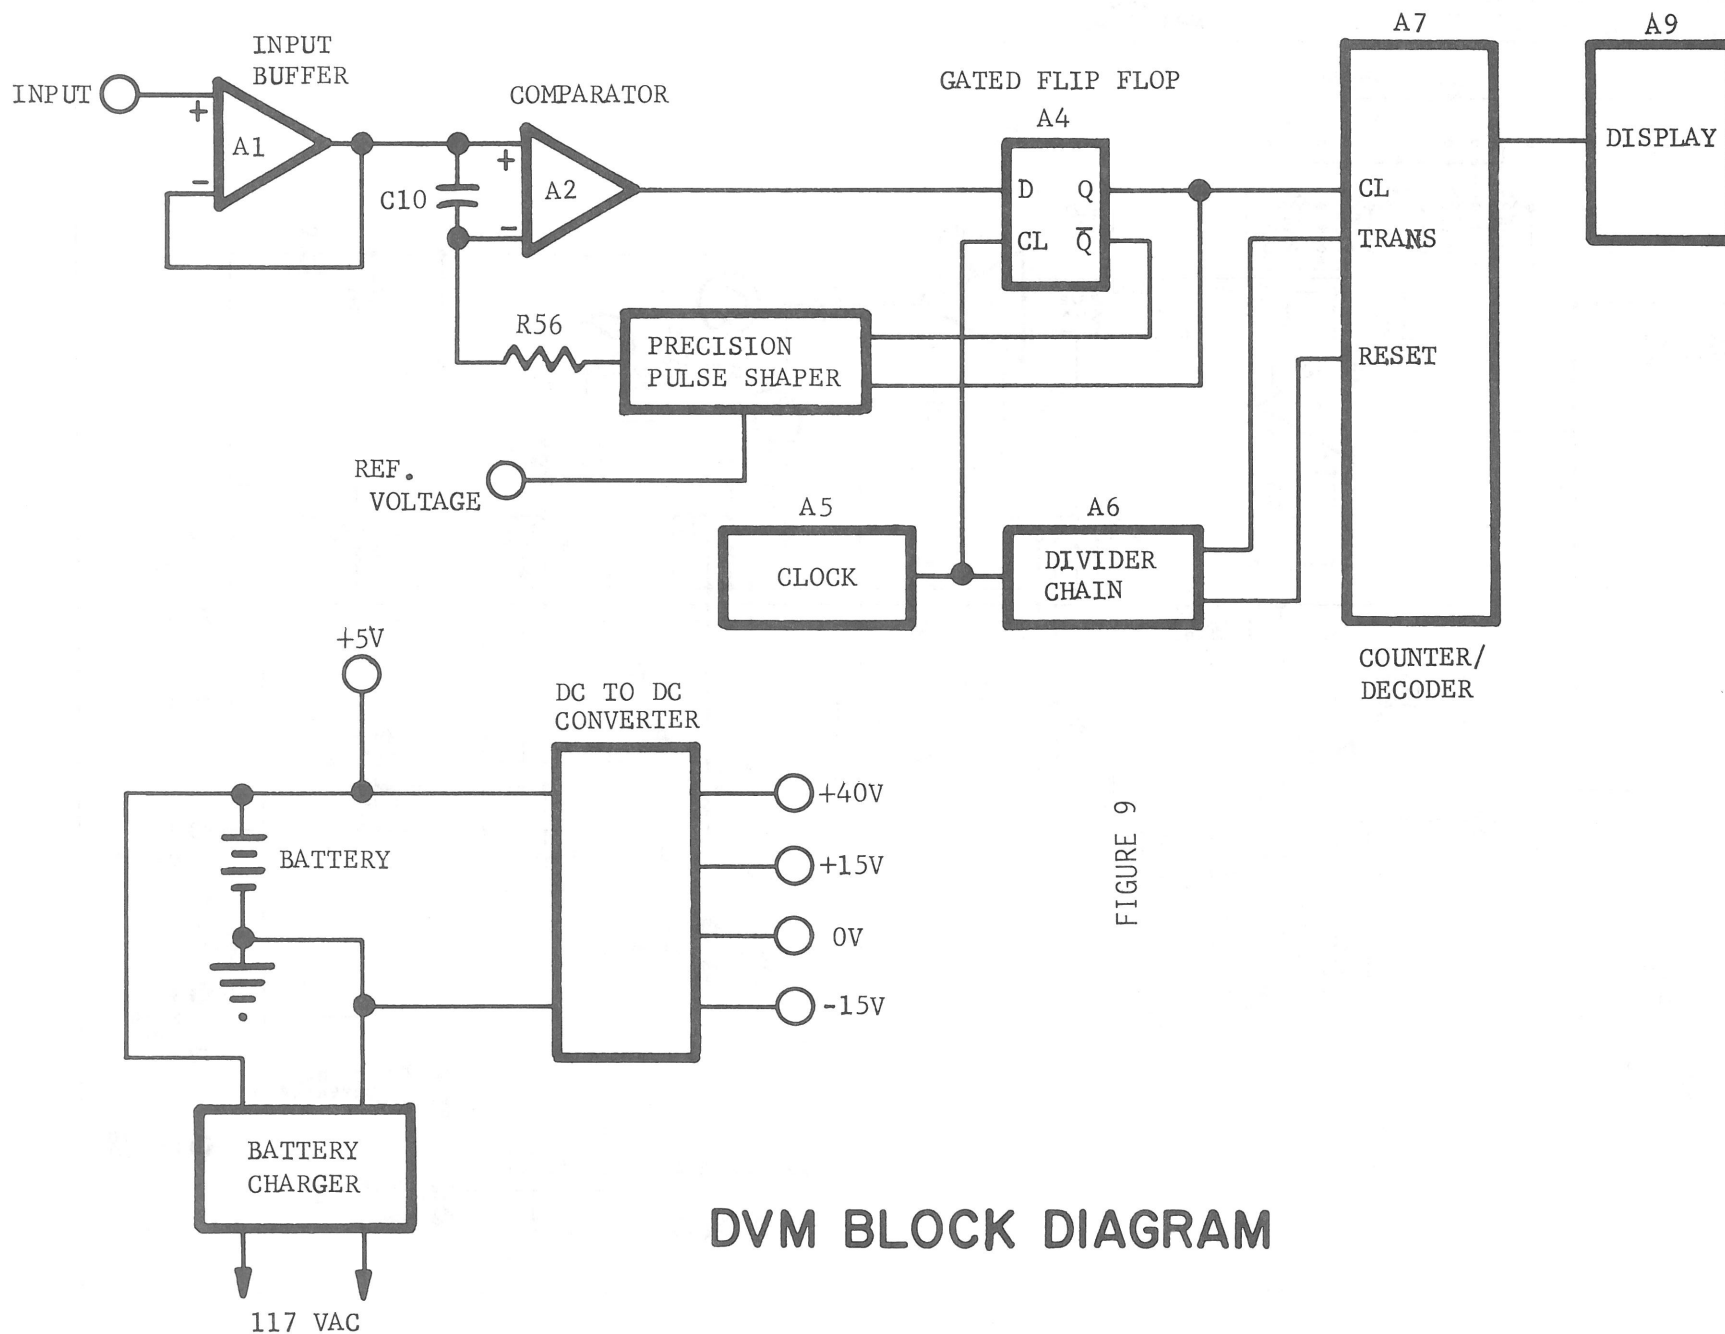 INPUT
BUFFER
INPUT
+
-
A1
COMPARATOR
+
-
A2
C10
GATED FLIP FLOP
A4
D Q
CL Q̅
A7
CL
TRANS
RESET
COUNTER/
DECODER
A9
DISPLAY
R56
PRECISION
PULSE SHAPER
REF.
VOLTAGE
A5
CLOCK
A6
DIVIDER
CHAIN
+5V
BATTERY
DC TO DC
CONVERTER
+40V
+15V
0V
-15V
BATTERY
CHARGER
117 VAC
FIGURE 9
DVM BLOCK DIAGRAM